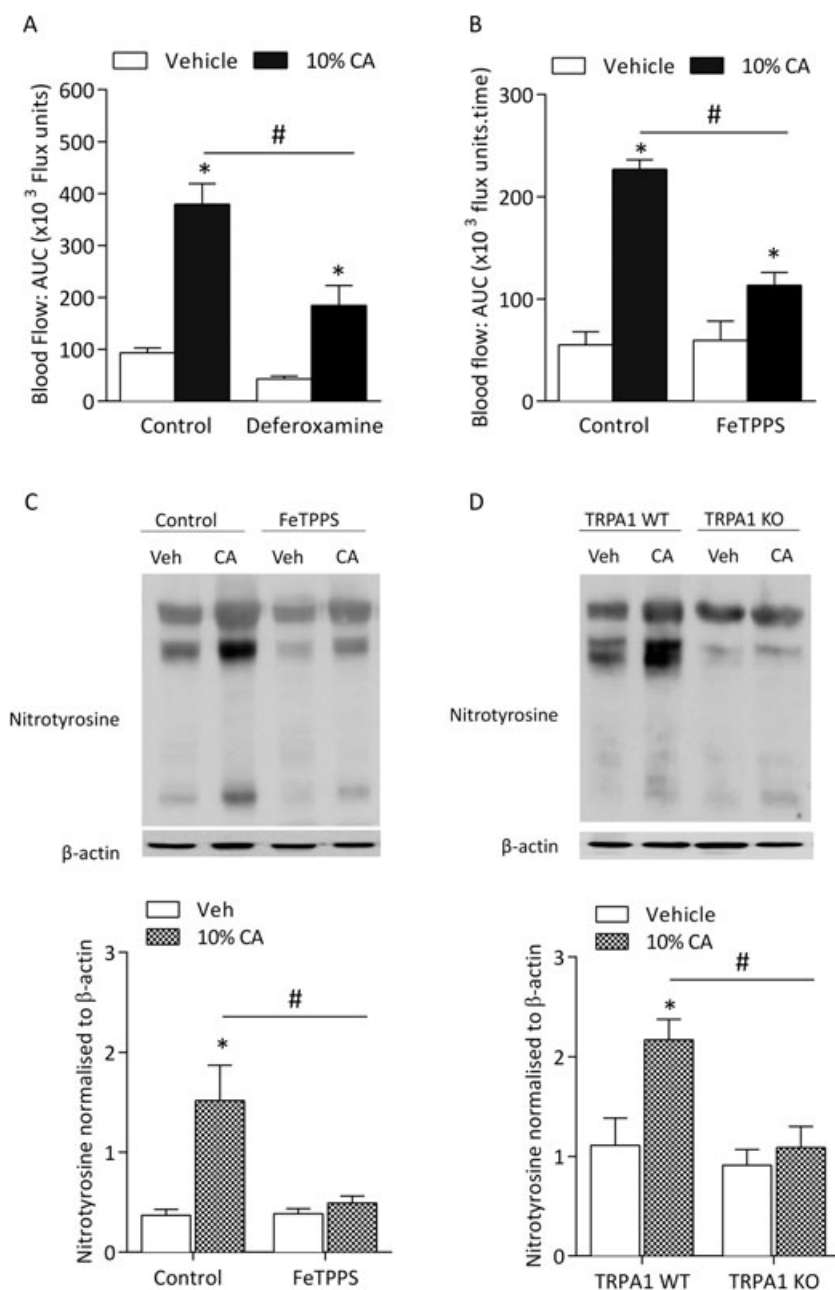 A
Vehicle 10% CA
Blood Flow: AUC (x10 3 Flux units)
600
500
400
300
200
100
0
#
*
*
Control Deferoxamine
B
Vehicle 10% CA
Blood flow: AUC (x10 3 flux units.time)
300
200
100
0
#
*
*
Control FeTPPS
C
Control FeTPPS
Veh CA Veh CA
Nitrotyrosine
β-actin
Veh
10% CA
Nitrotyrosine normalised to β-actin
3
2
1
0
#
*
Control FeTPPS
D
TRPA1 WT TRPA1 KO
Veh CA Veh CA
Nitrotyrosine
β-actin
Vehicle
10% CA
Nitrotyrosine normalised to β-actin
3
2
1
0
#
*
TRPA1 WT TRPA1 KO